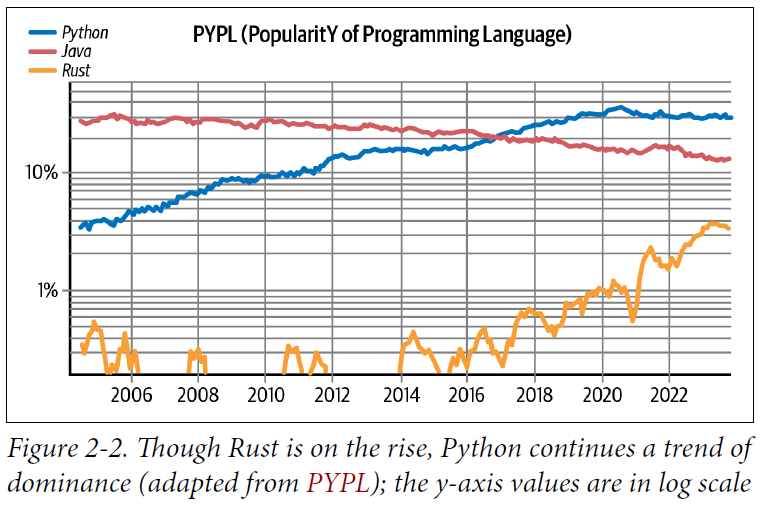 Python
Java
Rust
PYPL (PopularitY of Programming Language)
10%
1%
2006 2008 2010 2012 2014 2016 2018 2020 2022
Figure 2-2. Though Rust is on the rise, Python continues a trend of
dominance (adapted from PYPL); the y-axis values are in log scale